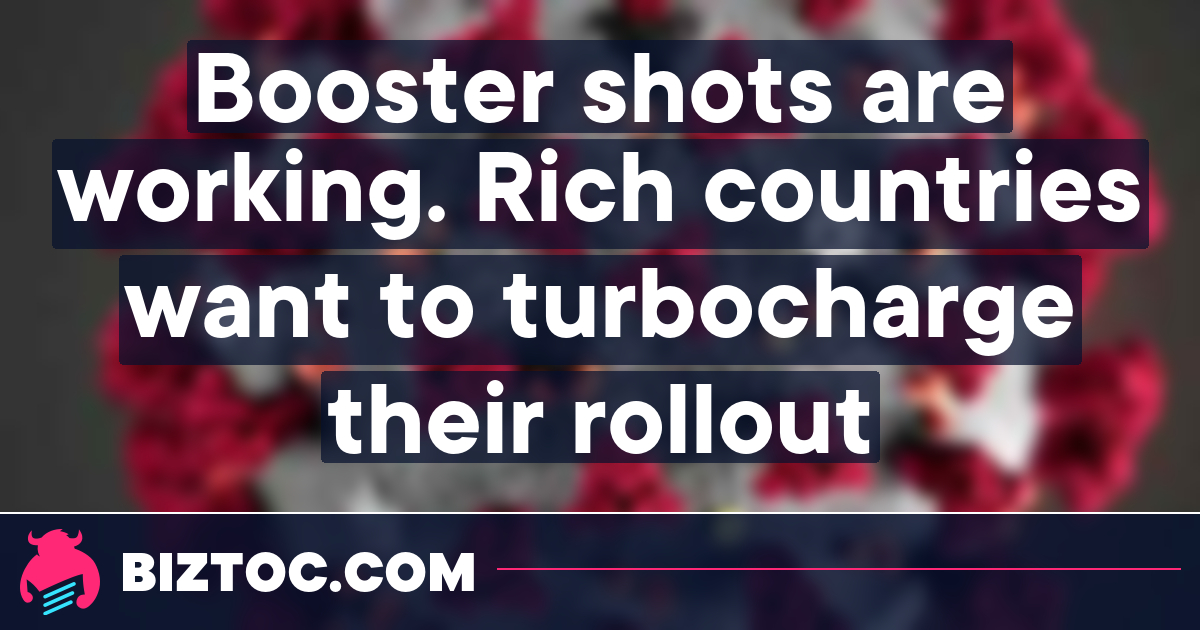 Booster shots are
working. Rich countries
want to turbocharge
their rollout
BIZTOC.COM